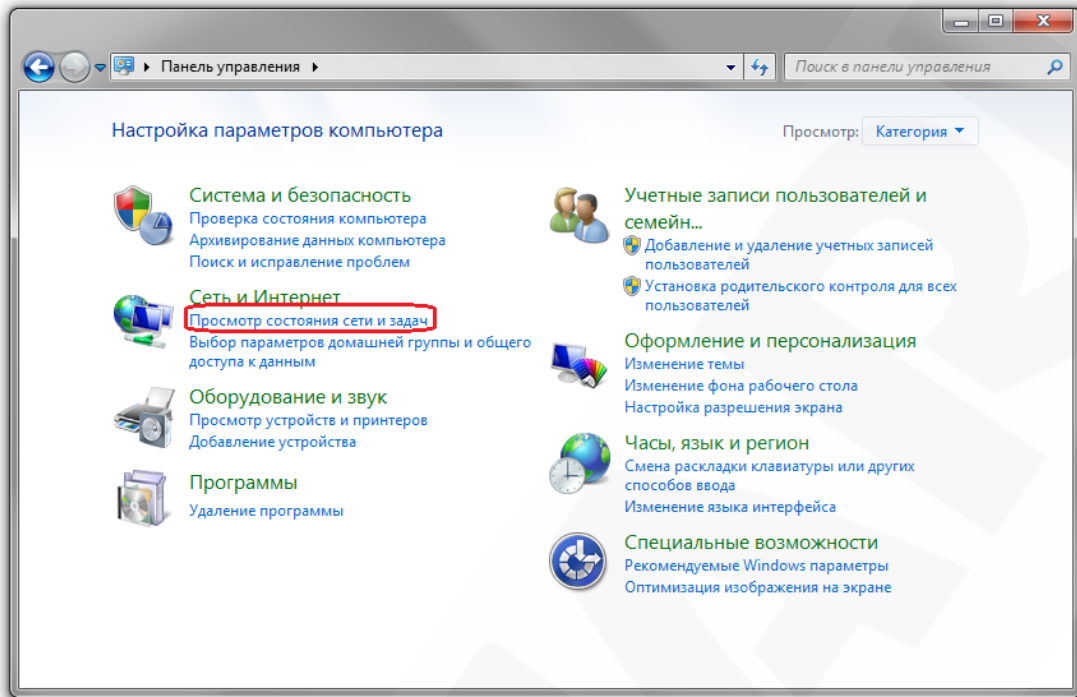 Панель управления
Поиск в панели управления
Настройка параметров компьютера
Просмотр: Категория
Система и безопасность
Проверка состояния компьютера
Архивирование данных компьютера
Поиск и исправление проблем
Сеть и Интернет
Просмотр состояния сети и задач
Выбор параметров домашней группы и общего
доступа к данным
Оборудование и звук
Просмотр устройств и принтеров
Добавление устройства
Программы
Удаление программы
Учетные записи пользователей и
семейн...
Добавление и удаление учетных записей
пользователей
Установка родительского контроля для всех
пользователей
Оформление и персонализация
Изменение темы
Изменение фона рабочего стола
Настройка разрешения экрана
Часы, язык и регион
Смена раскладки клавиатуры или других
способов ввода
Изменение языка интерфейса
Специальные возможности
Рекомендуемые Windows параметры
Оптимизация изображения на экране